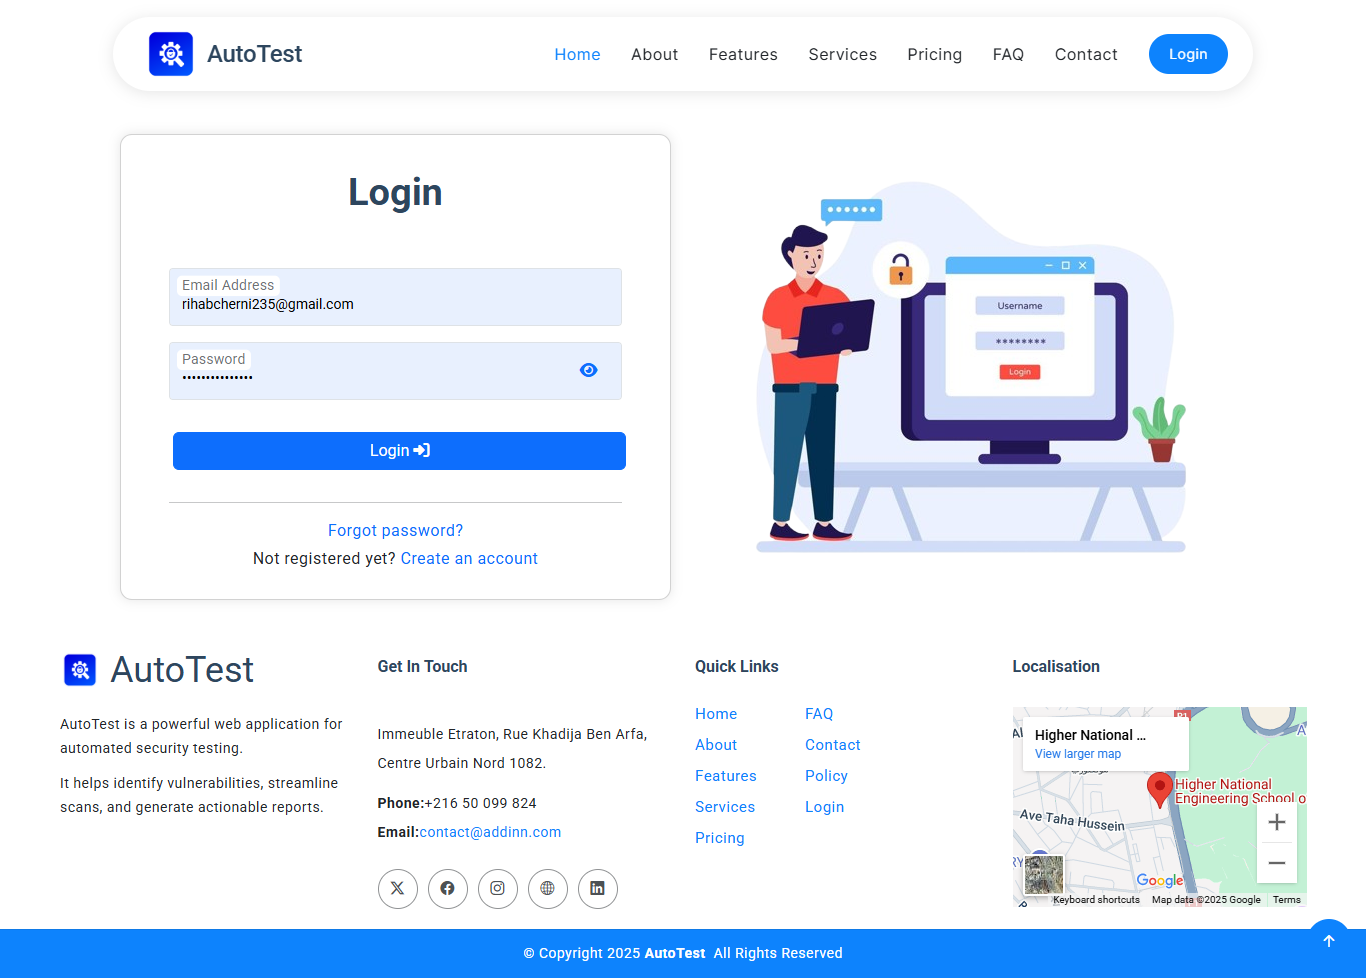 AutoTest
Home About Features Services Pricing FAQ Contact Login
Login
Email Address
rihabcherni235@gmail.com
Password
•••••••••••••••
Login
Forgot password?
Not registered yet? Create an account
Username
********
Login
AutoTest
AutoTest is a powerful web application for
automated security testing.
It helps identify vulnerabilities, streamline
scans, and generate actionable reports.
Get In Touch
Immeuble Etraton, Rue Khadija Ben Arfa,
Centre Urbain Nord 1082.
Phone:+216 50 099 824
Email:contact@addinn.com
Quick Links
Home
About
Features
Services
Pricing
FAQ
Contact
Policy
Login
Localisation
Higher National ...
View larger map
Higher National
Engineering School o
Ave Taha Hussein
Google
Keyboard shortcuts Map data ©2025 Google Terms
© Copyright 2025 AutoTest All Rights Reserved